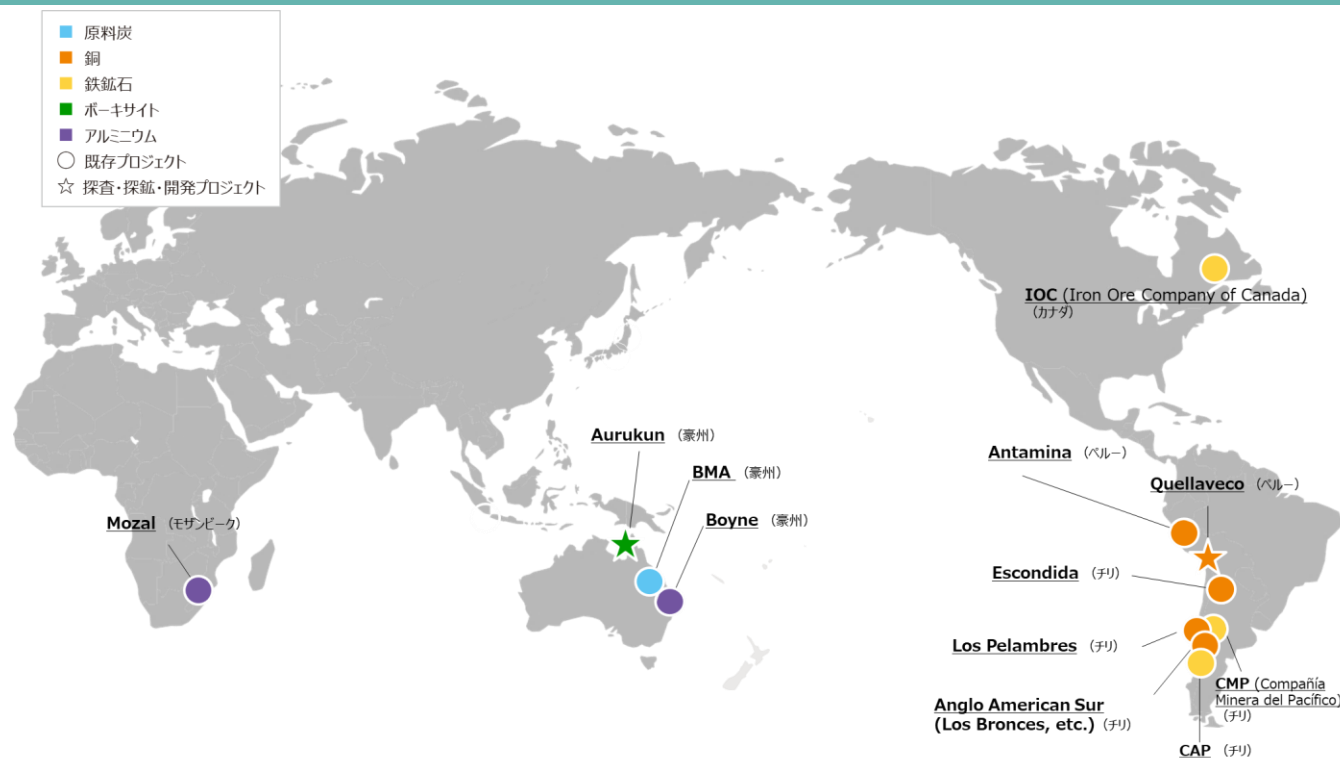 原料炭
銅
鉄鉱石
ボーキサイト
アルミニウム
既存プロジェクト
探査・探鉱・開発プロジェクト
IOC (Iron Ore Company of Canada)
（カナダ）
Aurukun （豪州）
BMA （豪州）
Boyne （豪州）
Mozal （モザンビーク）
Antamina （ペルー）
Quellaveco （ペルー）
Escondida （チリ）
Los Pelambres （チリ）
Anglo American Sur
(Los Bronces, etc.) （チリ）
CMP (Compañía
Minera del Pacífico)
（チリ）
CAP （チリ）